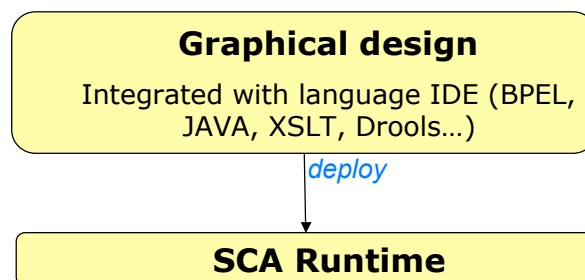 Graphical design
Integrated with language IDE (BPEL,
JAVA, XSLT, Drools…)
deploy
SCA Runtime